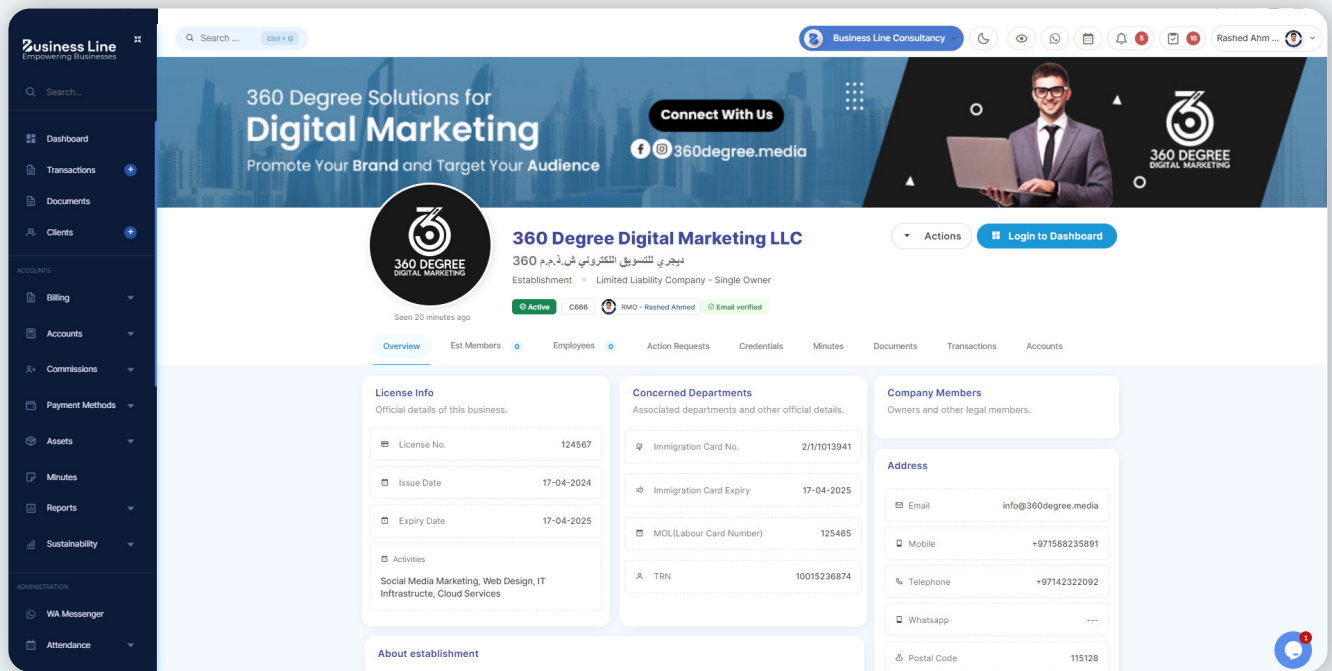 Business Line
Empowering Businesses
Search...
Dashboard
Transactions
Documents
Clients
ACCOUNTS
Billing
Accounts
Commissions
Payment Methods
Assets
Minutes
Reports
Sustainability
ADMINISTRATION
WA Messenger
Attendance
Search ... Ctrl + Q
Business Line Consultancy
5
10
Rashed Ahm ...
360 Degree Solutions for
Digital Marketing
Promote Your Brand and Target Your Audience
Connect With Us
360degree.media
360 DEGREE
DIGITAL MARKETING
360 DEGREE
DIGITAL MARKETING
Seen 20 minutes ago
360 Degree Digital Marketing LLC
360 ديجري للتسويق اللكتروني ش.ذ.م.م
Establishment Limited Liability Company - Single Owner
Active C666 RMO - Rashed Ahmed Email verified
Actions Login to Dashboard
Overview Est Members 0 Employees 0 Action Requests Credentials Minutes Documents Transactions Accounts
License Info
Official details of this business.
License No. 124567
Issue Date 17-04-2024
Expiry Date 17-04-2025
Activities
Social Media Marketing, Web Design, IT
Inftrastructe, Cloud Services
Concerned Departments
Associated departments and other official details.
Immigration Card No. 2/1/1013941
Immigration Card Expiry 17-04-2025
MOL(Labour Card Number) 125465
TRN 10015236874
Company Members
Owners and other legal members.
Address
Email info@360degree.media
Mobile +971588235891
Telephone +97142322092
Whatsapp ---
Postal Code 115128
About establishment
1